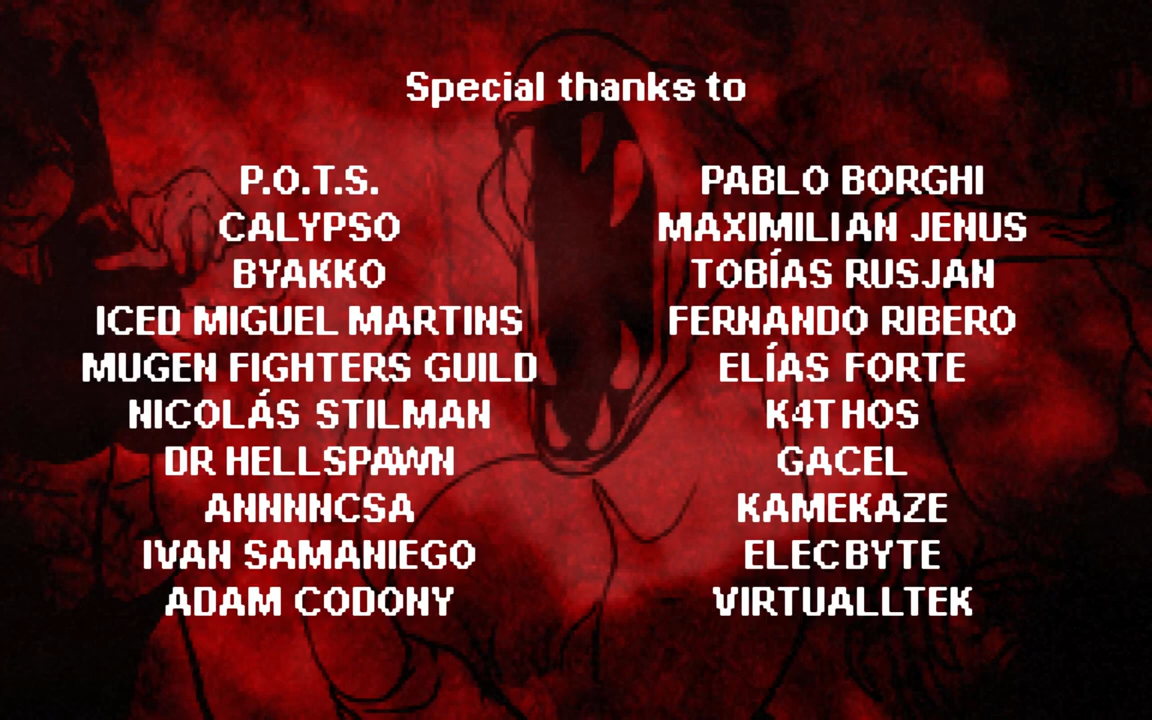 Special thanks to
P.O.T.S.
CALYPSO
BYAKKO
ICED MIGUEL MARTINS
MUGEN FIGHTERS GUILD
NICOLÁS STILMAN
DR HELLSPAWN
ANNNNCSA
IVAN SAMANIEGO
ADAM CODONY
PABLO BORGHI
MAXIMILIAN JENUS
TOBÍAS RUSJAN
FERNANDO RIBERO
ELÍAS FORTE
K4THOS
GACEL
KAMEKAZE
ELECBYTE
VIRTUALLTEK